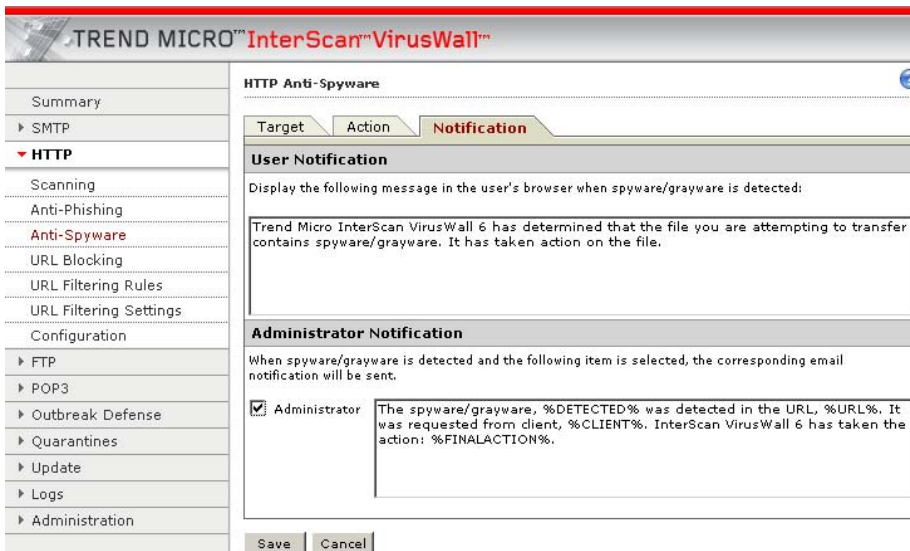 TREND MICRO™ InterScan™ VirusWall™
Summary
SMTP
HTTP
Scanning
Anti-Phishing
Anti-Spyware
URL Blocking
URL Filtering Rules
URL Filtering Settings
Configuration
FTP
POP3
Outbreak Defense
Quarantines
Update
Logs
Administration
HTTP Anti-Spyware
Target Action Notification
User Notification
Display the following message in the user's browser when spyware/grayware is detected:
Trend Micro InterScan VirusWall 6 has determined that the file you are attempting to transfer
contains spyware/grayware. It has taken action on the file.
Administrator Notification
When spyware/grayware is detected and the following item is selected, the corresponding email
notification will be sent.
Administrator
The spyware/grayware, %DETECTED% was detected in the URL, %URL%. It
was requested from client, %CLIENT%. InterScan VirusWall 6 has taken the
action: %FINALACTION%.
Save Cancel